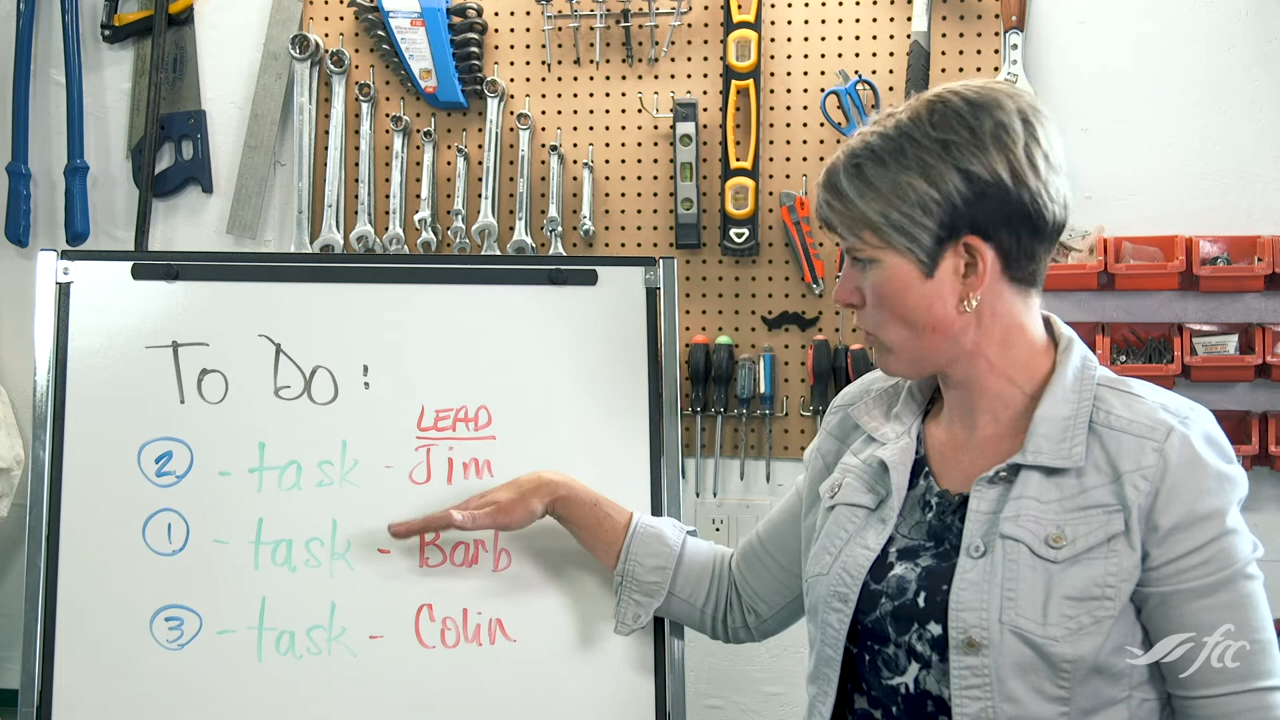 To Do:
LEAD
2 - task - Jim
1 - task - Barb
3 - task - Colin
fcc